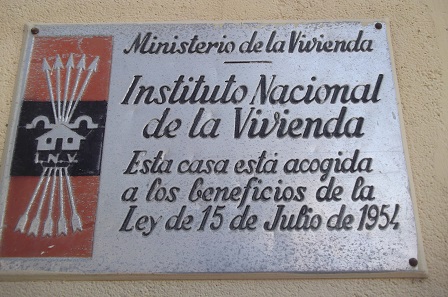 Ministerio de la Vivienda
Instituto Nacional
de la Vivienda
I.N.V.
Esta casa está acogida
a los beneficios de la
Ley de 15 de Julio de 1954